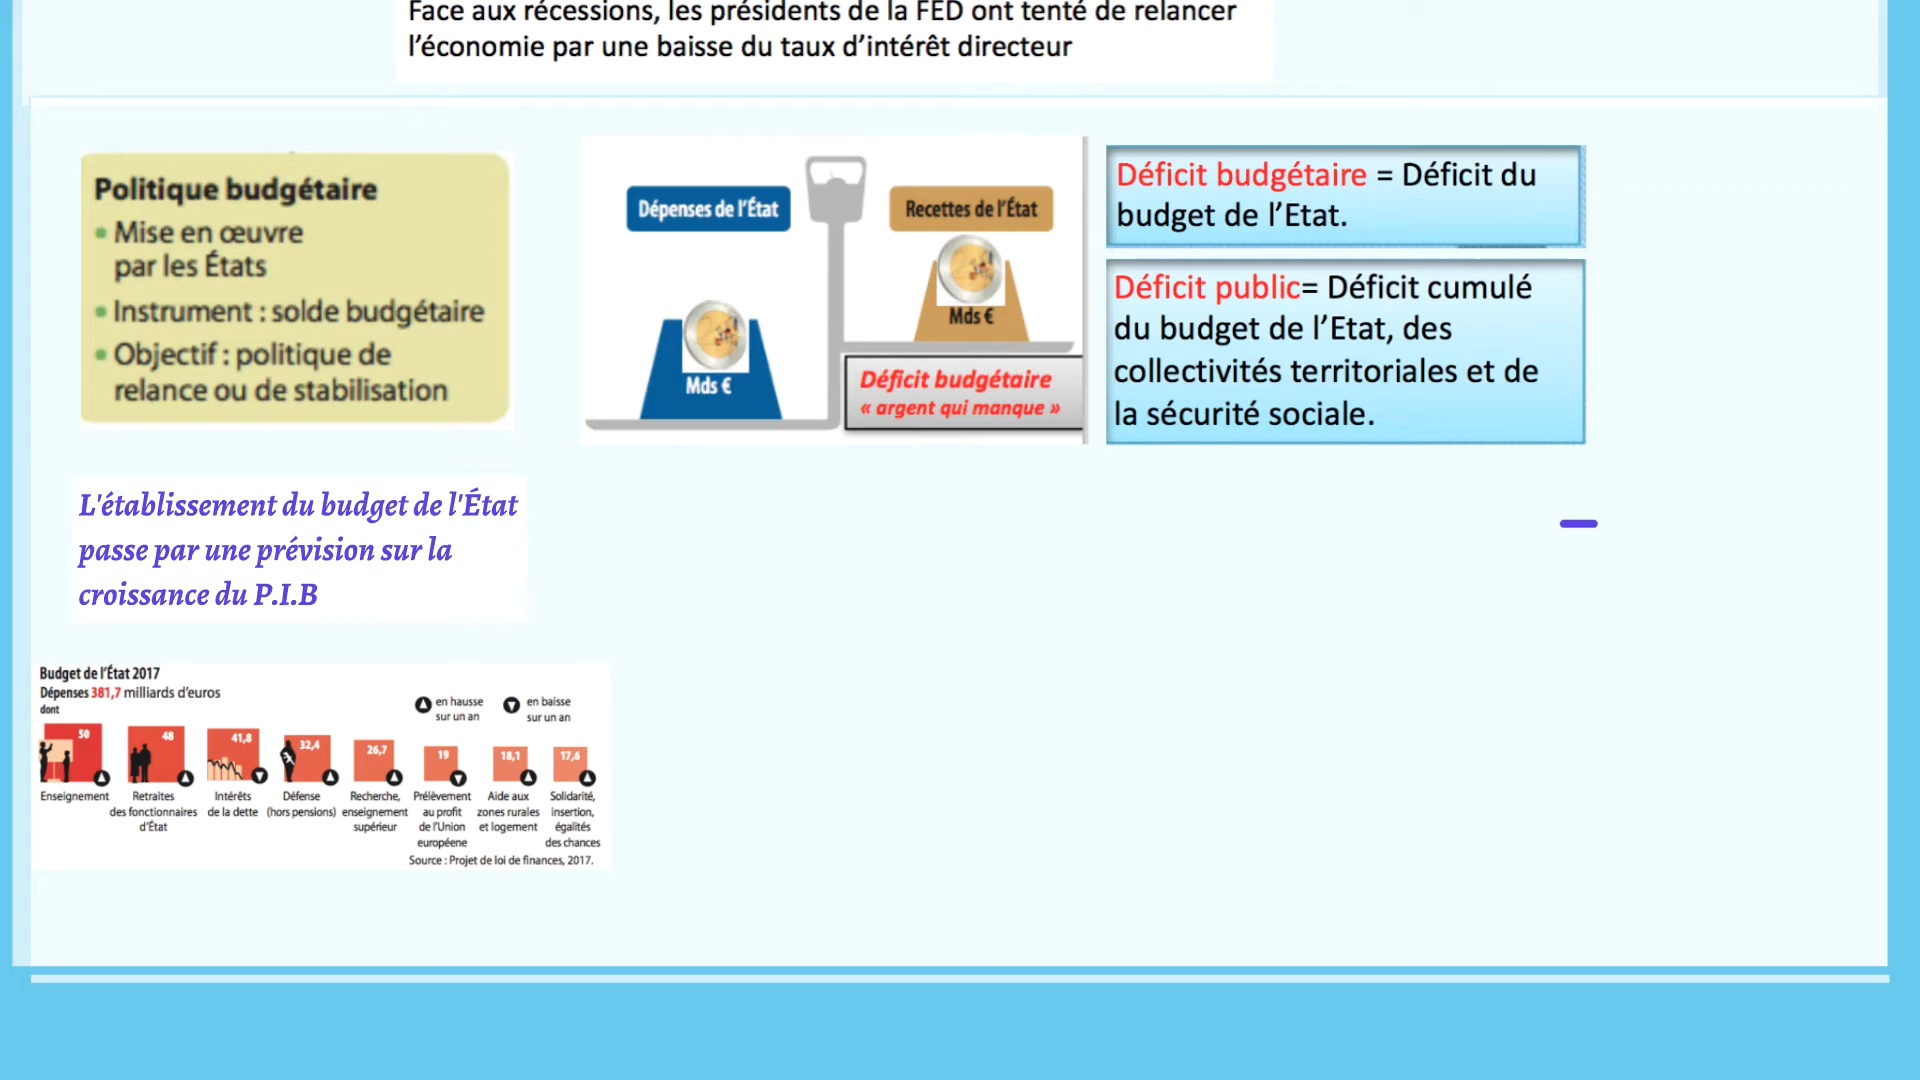 Face aux récessions, les présidents de la FED ont tenté de relancer
l’économie par une baisse du taux d’intérêt directeur
Politique budgétaire
• Mise en œuvre
par les États
• Instrument : solde budgétaire
• Objectif : politique de
relance ou de stabilisation
Dépenses de l’État
Recettes de l’État
Mds €
Mds €
Déficit budgétaire
« argent qui manque »
Déficit budgétaire = Déficit du
budget de l’Etat.
Déficit public= Déficit cumulé
du budget de l’Etat, des
collectivités territoriales et de
la sécurité sociale.
L'établissement du budget de l'État
passe par une prévision sur la
croissance du P.I.B
Budget de l’État 2017
Dépenses 381,7 milliards d’euros
dont
en hausse
sur un an
en baisse
sur un an
50
48
41,8
32,4
26,7
19
18,1
17,6
Enseignement
Retraites
des fonctionnaires
d’État
Intérêts
de la dette
Défense
(hors pensions)
Recherche,
enseignement
supérieur
Prélèvement
au profit
de l’Union
européene
Aide aux
zones rurales
et logement
Solidarité,
insertion,
égalités
des chances
Source : Projet de loi de finances, 2017.